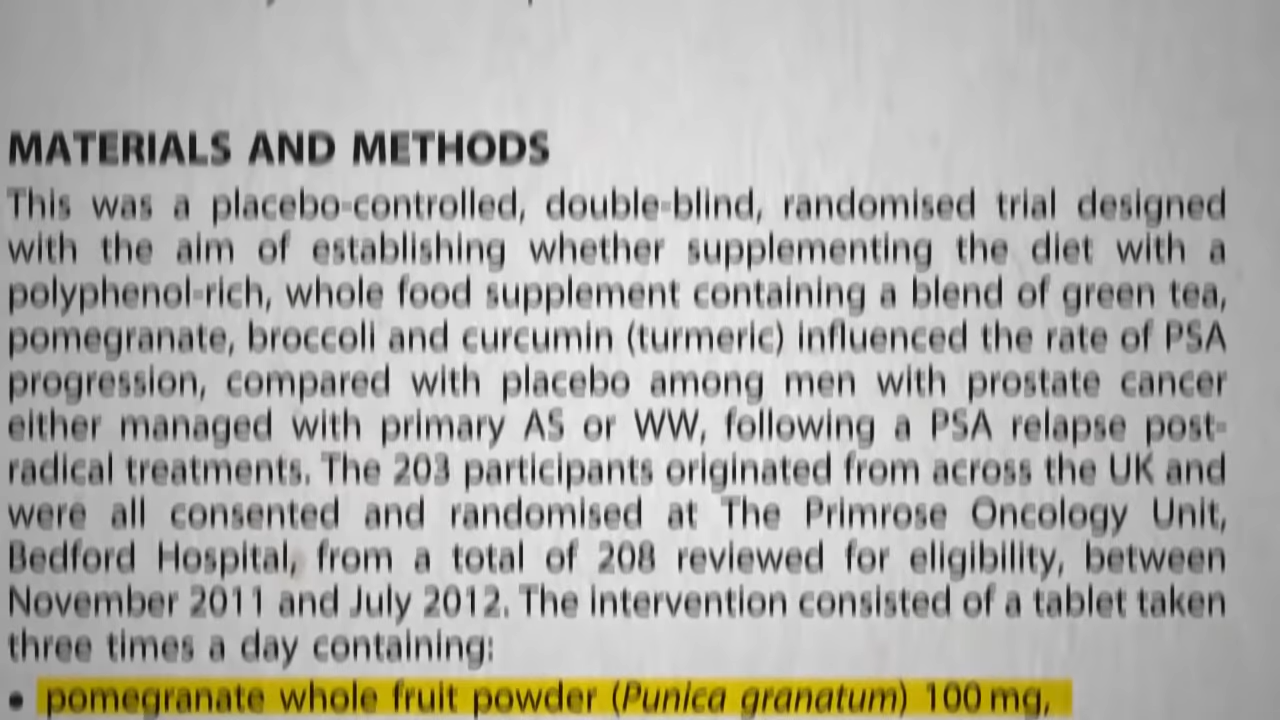 MATERIALS AND METHODS
This was a placebo-controlled, double-blind, randomised trial designed
with the aim of establishing whether supplementing the diet with a
polyphenol-rich, whole food supplement containing a blend of green tea,
pomegranate, broccoli and curcumin (turmeric) influenced the rate of PSA
progression, compared with placebo among men with prostate cancer
either managed with primary AS or WW, following a PSA relapse post-
radical treatments. The 203 participants originated from across the UK and
were all consented and randomised at The Primrose Oncology Unit,
Bedford Hospital, from a total of 208 reviewed for eligibility, between
November 2011 and July 2012. The intervention consisted of a tablet taken
three times a day containing:
• pomegranate whole fruit powder (Punica granatum) 100 mg,